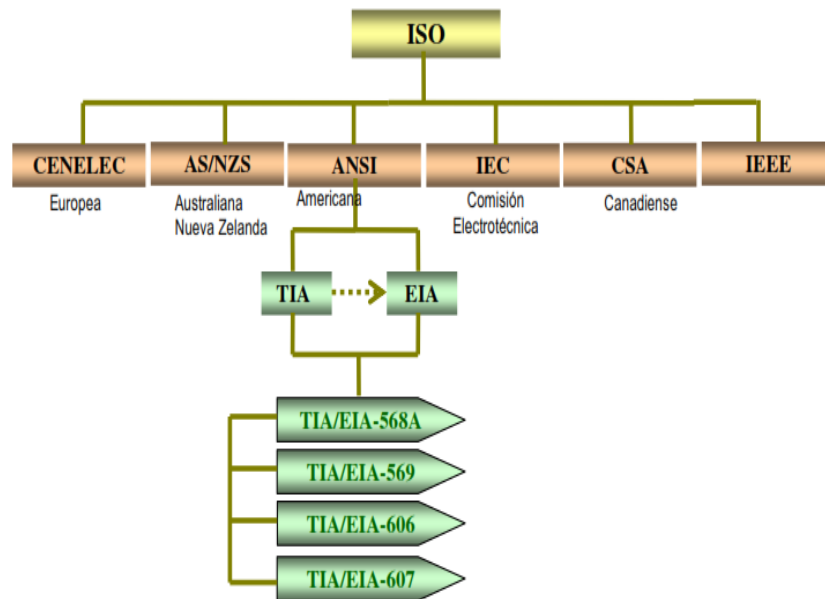 ISO
CENELEC
AS/NZS
ANSI
IEC
CSA
IEEE
Europea
Australiana
Nueva Zelanda
Americana
Comisión
Electrotécnica
Canadiense
TIA
EIA
TIA/EIA-568A
TIA/EIA-569
TIA/EIA-606
TIA/EIA-607